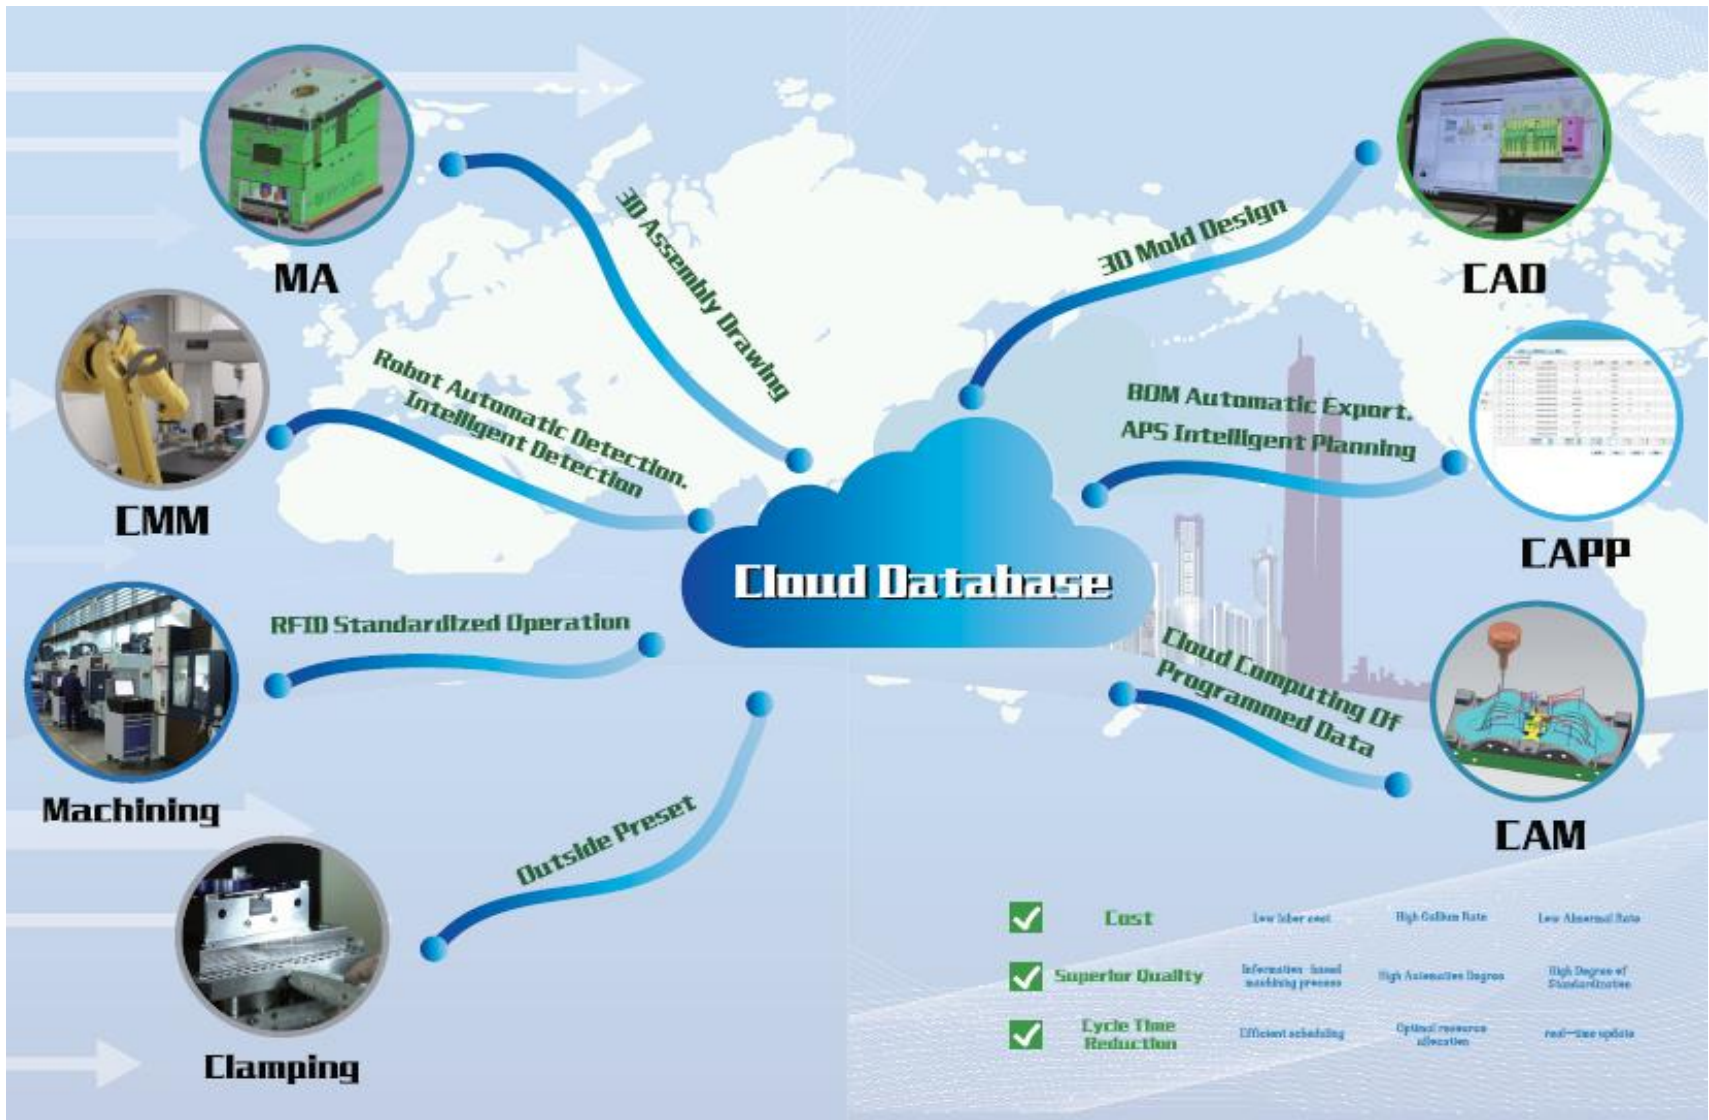 MA
3D Assembly Drawing
CMM
Robot Automatic Detection.
Intelligent Detection
Machining
RFID Standardized Operation
Clamping
Outside Preset
Cloud Database
3D Mold Design
CAD
BOM Automatic Export.
APS Intelligent Planning
CAPP
Cloud Computing Of
Programmed Data
CAM
Cost
Low labor cost
High Rate
Low Abnormal Rate
Superior Quality
Information-based
machining process
High Automation Degree
High Degree of
Standardization
Cycle Time
Reduction
Efficient scheduling
Optimal resource
allocation
real-time update